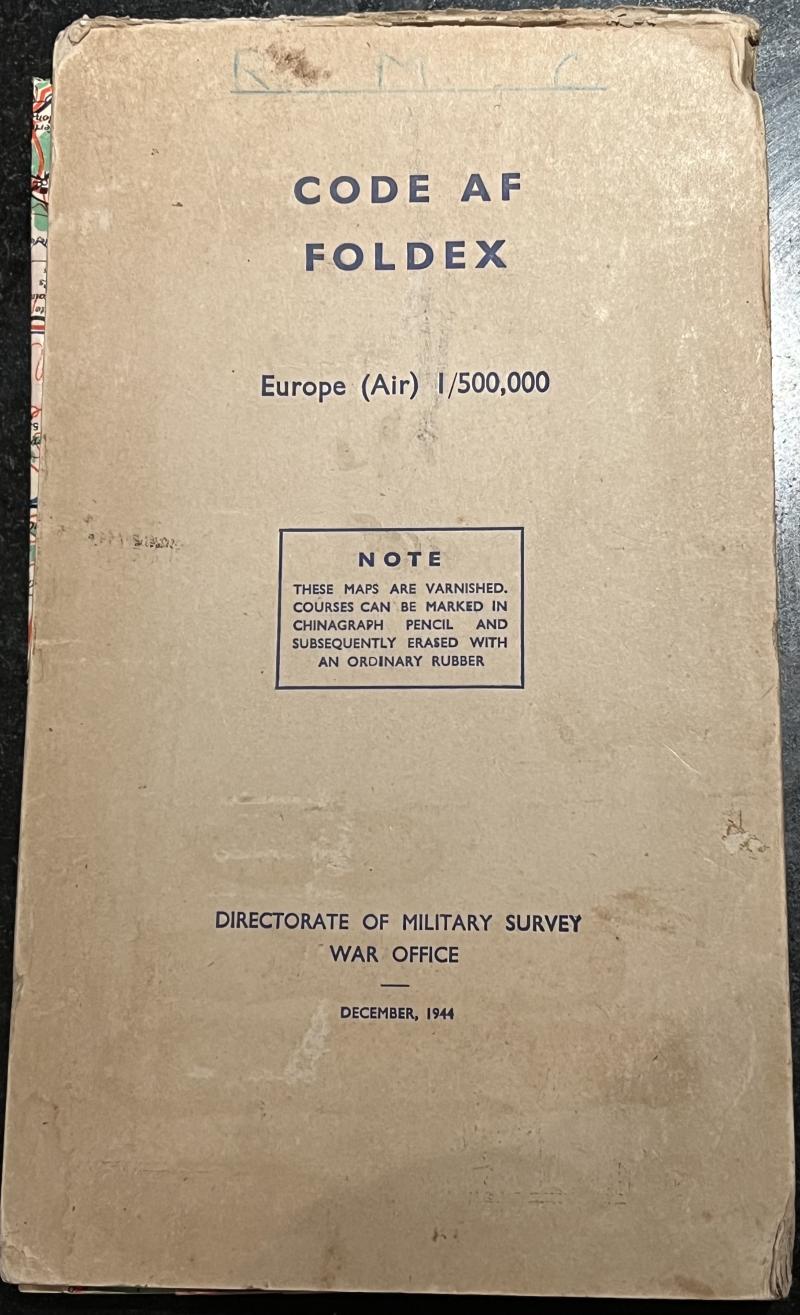 R. M. C
CODE AF
FOLDEX
Europe (Air) 1/500,000
NOTE
THESE MAPS ARE VARNISHED.
COURSES CAN BE MARKED IN
CHINAGRAPH PENCIL AND
SUBSEQUENTLY ERASED WITH
AN ORDINARY RUBBER
DIRECTORATE OF MILITARY SURVEY
WAR OFFICE
DECEMBER, 1944